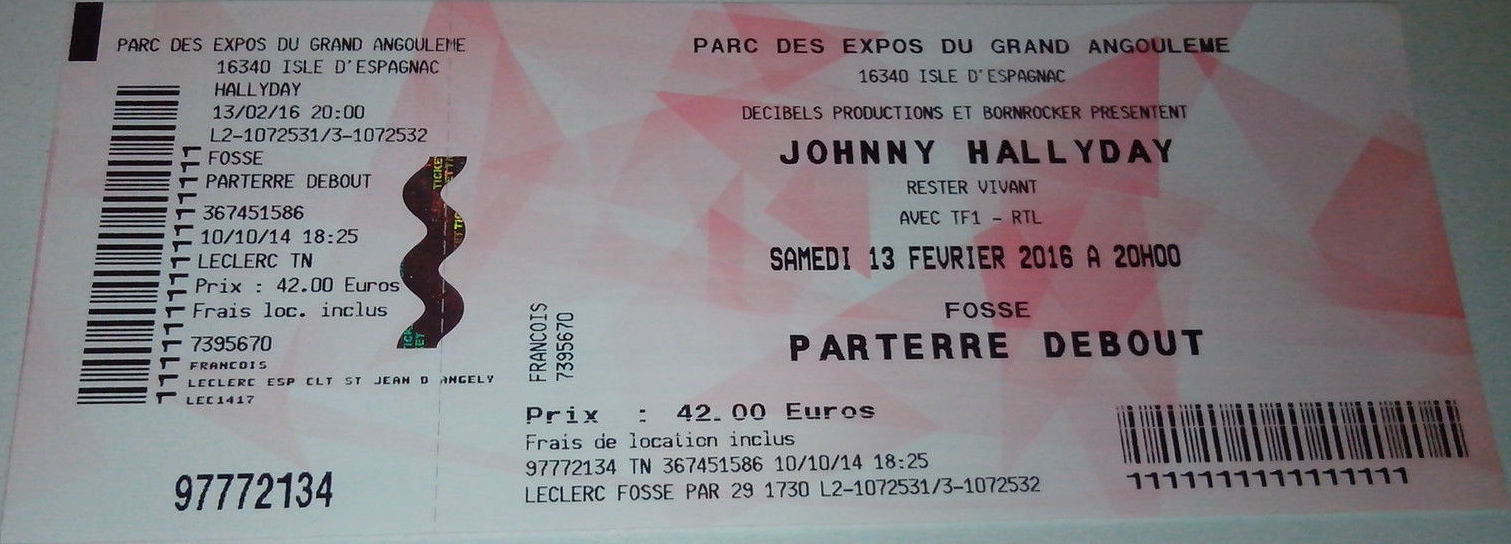 PARC DES EXPOS DU GRAND ANGOULEME
16340 ISLE D'ESPAGNAC
HALLYDAY
13/02/16 20:00
L2-1072531/3-1072532
FOSSE
PARTERRE DEBOUT
367451586
10/10/14 18:25
LECLERC TN
Prix : 42.00 Euros
Frais loc. inclus
7395670
FRANCOIS
LECLERC ESP CLT ST JEAN D ANGELY
LEC1417
97772134
1111111111111111
TICKET
FRANCOIS
7395670
PARC DES EXPOS DU GRAND ANGOULEME
16340 ISLE D'ESPAGNAC
DECIBELS PRODUCTIONS ET BORNROCKER PRESENTENT
JOHNNY HALLYDAY
RESTER VIVANT
AVEC TF1 - RTL
SAMEDI 13 FEVRIER 2016 A 20H00
FOSSE
PARTERRE DEBOUT
Prix : 42.00 Euros
Frais de location inclus
97772134 TN 367451586 10/10/14 18:25
LECLERC FOSSE PAR 29 1730 L2-1072531/3-1072532
1111111111111111